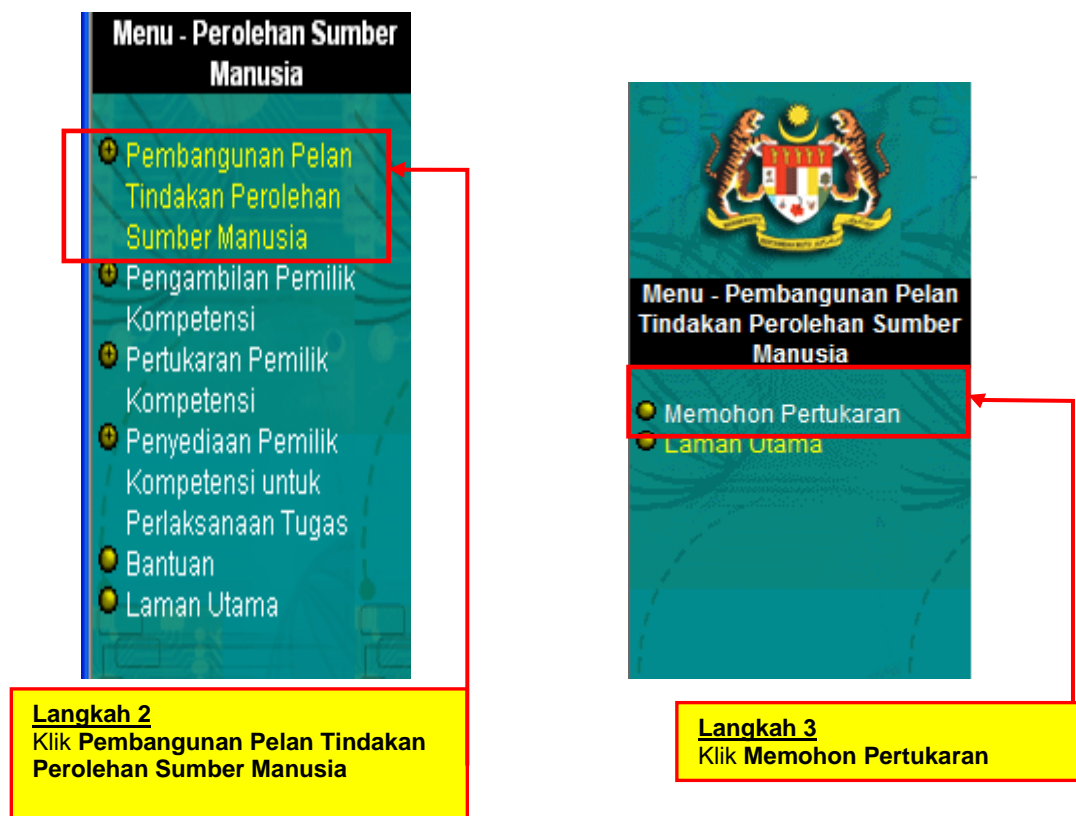 Menu - Perolehan Sumber
Manusia
Pembangunan Pelan
Tindakan Perolehan
Sumber Manusia
Pengambilan Pemilik
Kompetensi
Pertukaran Pemilik
Kompetensi
Penyediaan Pemilik
Kompetensi untuk
Perlaksanaan Tugas
Bantuan
Laman Utama
Langkah 2
Klik Pembangunan Pelan Tindakan
Perolehan Sumber Manusia
Menu - Pembangunan Pelan
Tindakan Perolehan Sumber
Manusia
Memohon Pertukaran
Laman Utama
Langkah 3
Klik Memohon Pertukaran